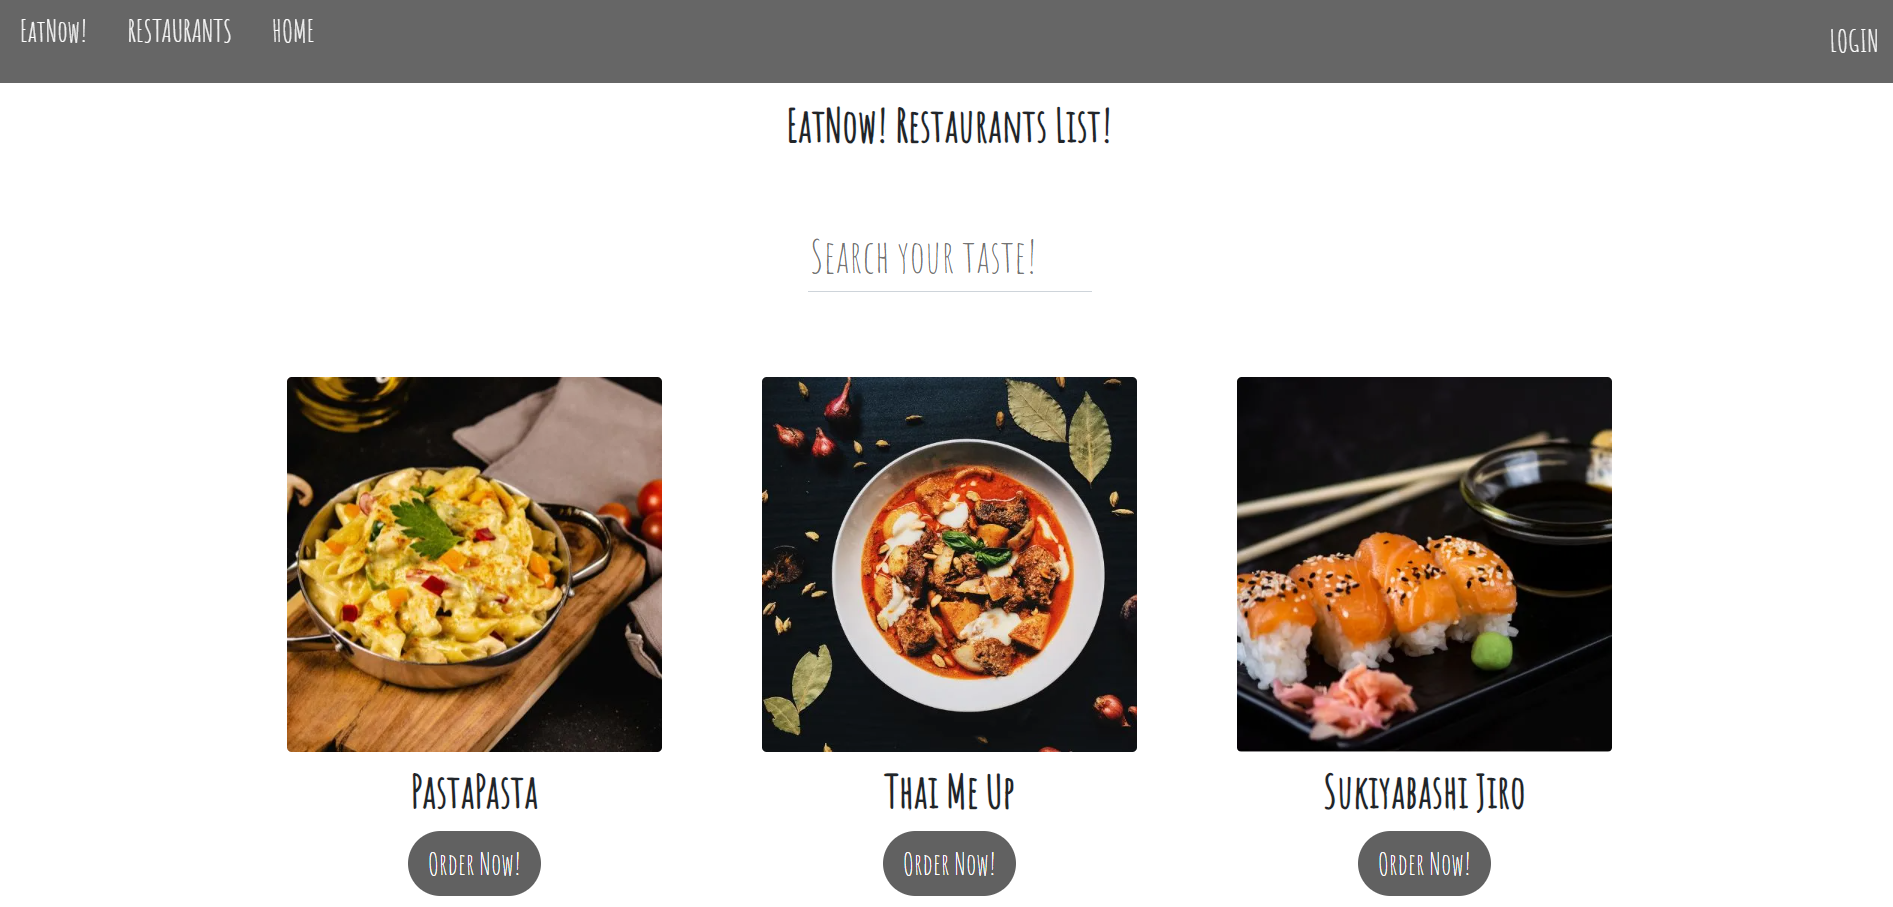 EatNow! RESTAURANTS HOME LOGIN
EatNow! Restaurants List!
Search your taste!
PastaPasta Thai Me Up Sukiyabashi Jiro
Order Now! Order Now! Order Now!